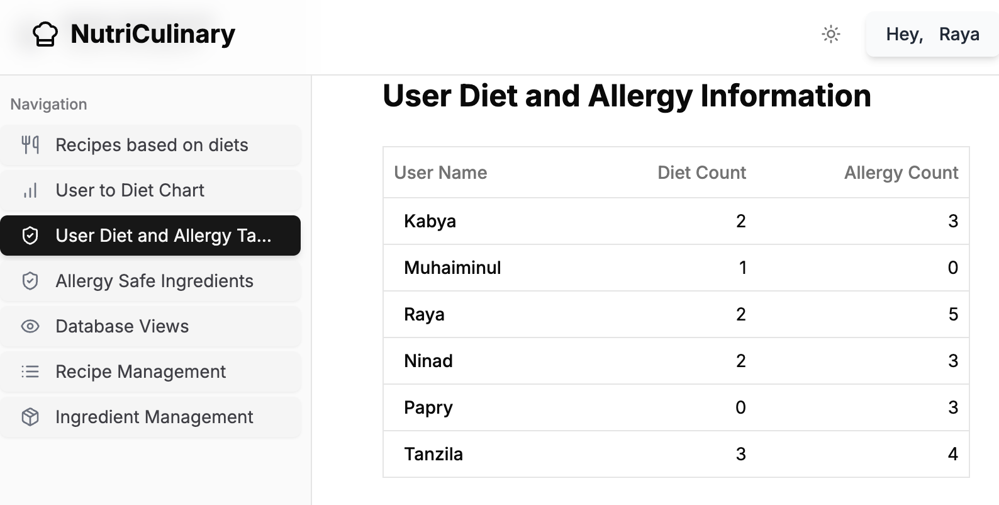 NutriCulinary
Hey, Raya
Navigation
Recipes based on diets
User to Diet Chart
User Diet and Allergy Ta...
Allergy Safe Ingredients
Database Views
Recipe Management
Ingredient Management
User Diet and Allergy Information
User Name Diet Count Allergy Count
Kabya 2 3
Muhaiminul 1 0
Raya 2 5
Ninad 2 3
Papry 0 3
Tanzila 3 4